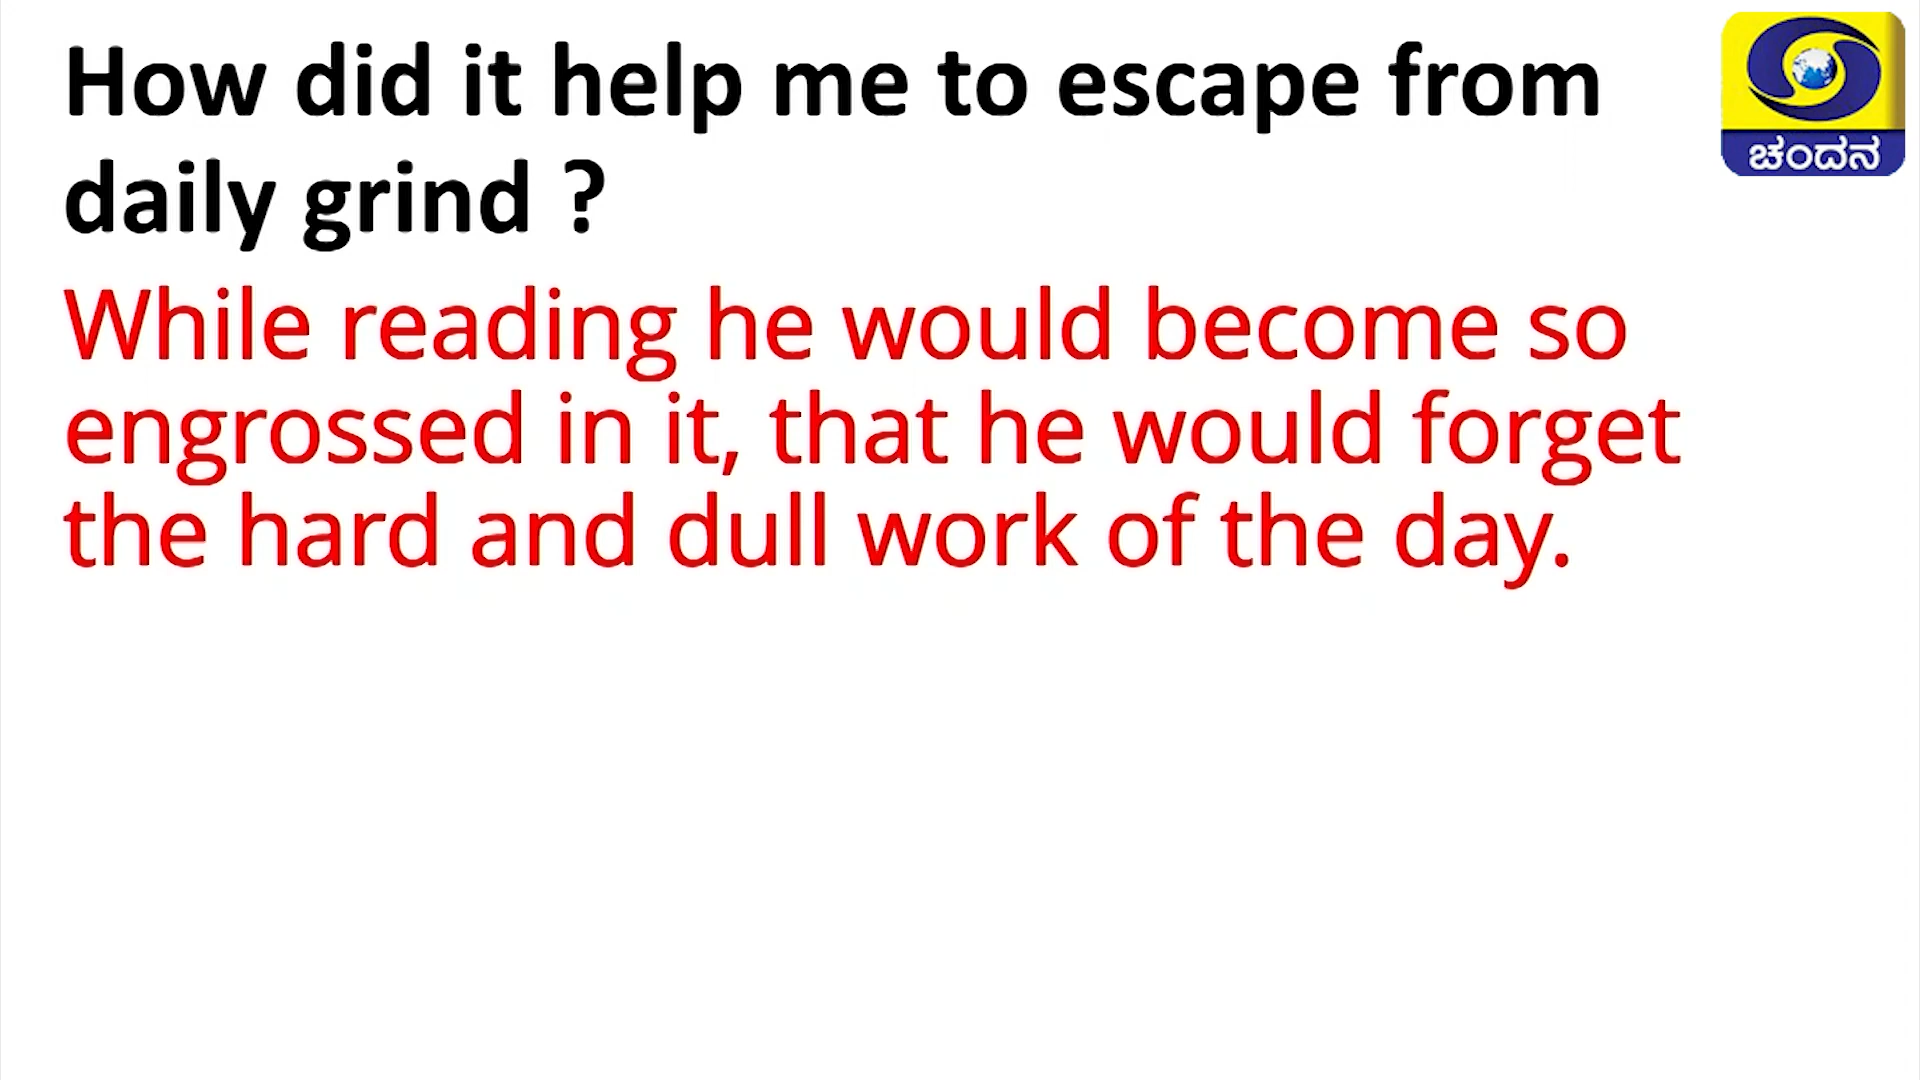 How did it help me to escape from
daily grind ?
ಚಂದನ
While reading he would become so
engrossed in it, that he would forget
the hard and dull work of the day.